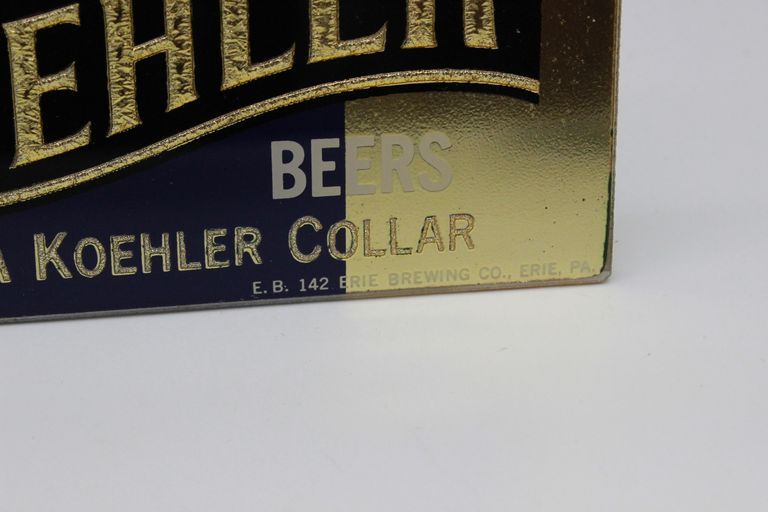 EHLER
BEERS
A KOEHLER COLLAR
E.B. 142 ERIE BREWING CO., ERIE, PA.